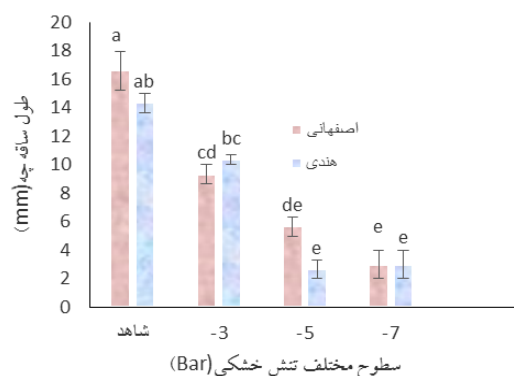 طول ساقه چه(mm)
20
18
16
14
12
10
8
6
4
2
0
a
ab
cd
bc
de
e
e
e
اصفهانی
هندی
شاهد
-3
-5
-7
سطوح مختلف تنش خشکی(Bar)